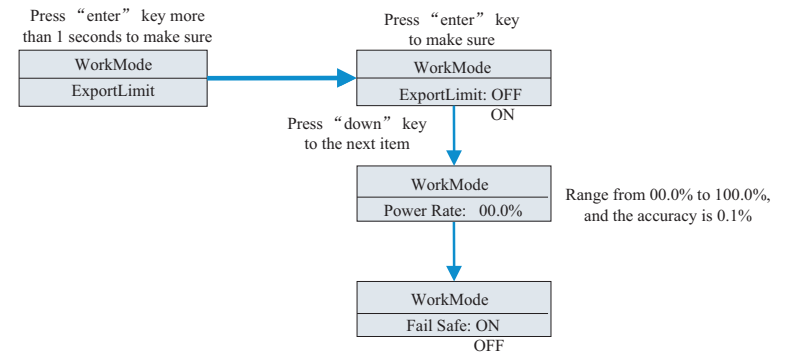 Press “enter” key more
than 1 seconds to make sure
WorkMode
ExportLimit
Press “enter” key
to make sure
WorkMode
ExportLimit: OFF
ON
Press “down” key
to the next item
WorkMode
Power Rate: 00.0%
Range from 00.0% to 100.0%,
and the accuracy is 0.1%
WorkMode
Fail Safe: ON
OFF